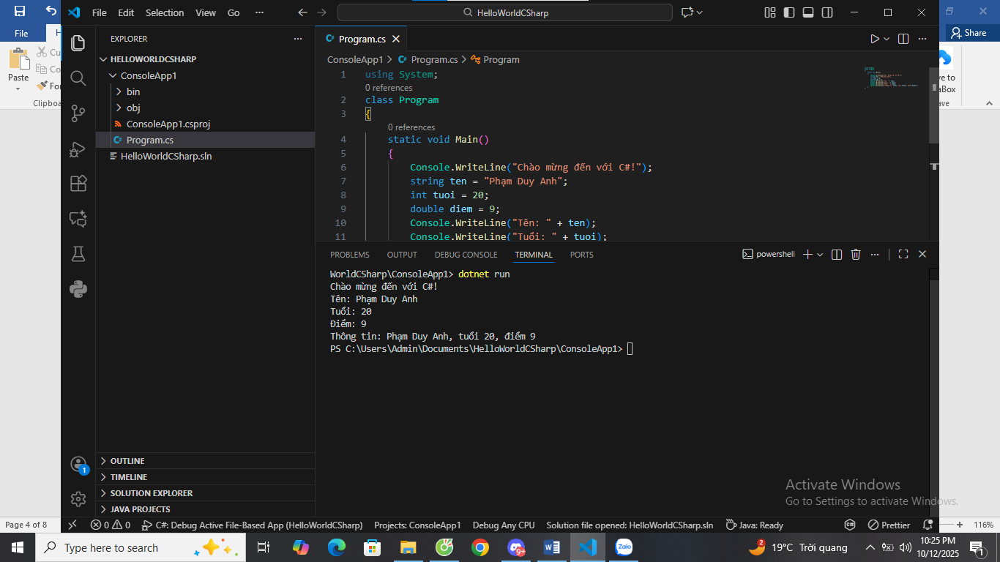 File Edit Selection View Go ··· HelloWorldCSharp
File
Share
Paste
Cu
Co
For
Clipboa
ve to
aBox
ave
EXPLORER
HELLOWORLDCSHARP
ConsoleApp1
bin
obj
ConsoleApp1.csproj
Program.cs
HelloWorldCSharp.sln
OUTLINE
TIMELINE
SOLUTION EXPLORER
JAVA PROJECTS
Program.cs
ConsoleApp1 > Program.cs > Program
1 using System;
0 references
2 class Program
3 {
0 references
4 static void Main()
5 {
6 Console.WriteLine("Chào mừng đến với C#!");
7 string ten = "Phạm Duy Anh";
8 int tuoi = 20;
9 double diem = 9;
10 Console.WriteLine("Tên: " + ten);
11 Console.WriteLine("Tuổi: " + tuoi);
PROBLEMS OUTPUT DEBUG CONSOLE TERMINAL PORTS powershell
WorldCSharp\ConsoleApp1> dotnet run
Chào mừng đến với C#!
Tên: Phạm Duy Anh
Tuổi: 20
Điểm: 9
Thông tin: Phạm Duy Anh, tuổi 20, điểm 9
PS C:\Users\Admin\Documents\HelloWorldCSharp\ConsoleApp1>
Activate Windows
Go to Settings to activate Windows.
1
Page 4 of 8
0 0 C#: Debug Active File-Based App (HelloWorldCSharp) Projects: ConsoleApp1 Debug Any CPU Solution file opened: HelloWorldCSharp.sln Java: Ready Prettier
116%
Type here to search
9+
Zalo
2
19°C Trời quang
10:25 PM
10/12/2025
1